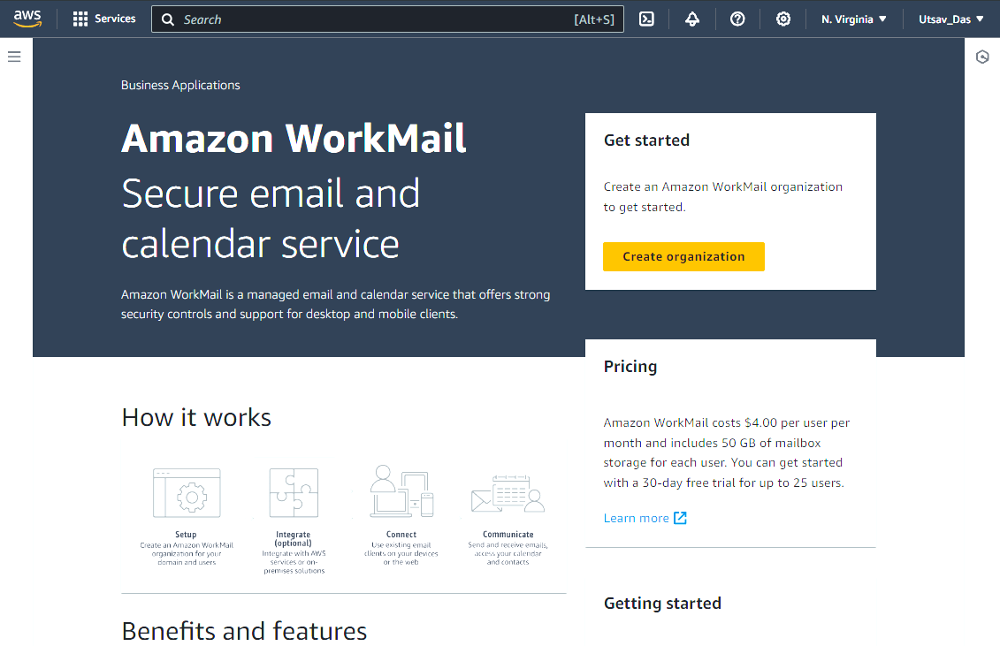 aws
Services
Search
[Alt+S]
N. Virginia
Utsav_Das
Business Applications
Amazon WorkMail
Secure email and
calendar service
Amazon WorkMail is a managed email and calendar service that offers strong
security controls and support for desktop and mobile clients.
Get started
Create an Amazon WorkMail organization
to get started.
Create organization
Pricing
Amazon WorkMail costs $4.00 per user per
month and includes 50 GB of mailbox
storage for each user. You can get started
with a 30-day free trial for up to 25 users.
Learn more
How it works
Setup
Create an Amazon WorkMail
organization for your
domain and users
Integrate
(optional)
Integrate with AWS
services or on-
premises solutions
Connect
Use existing email
clients on your devices
or the web
Communicate
Send and receive emails,
access your calendar
and contacts
Getting started
Benefits and features